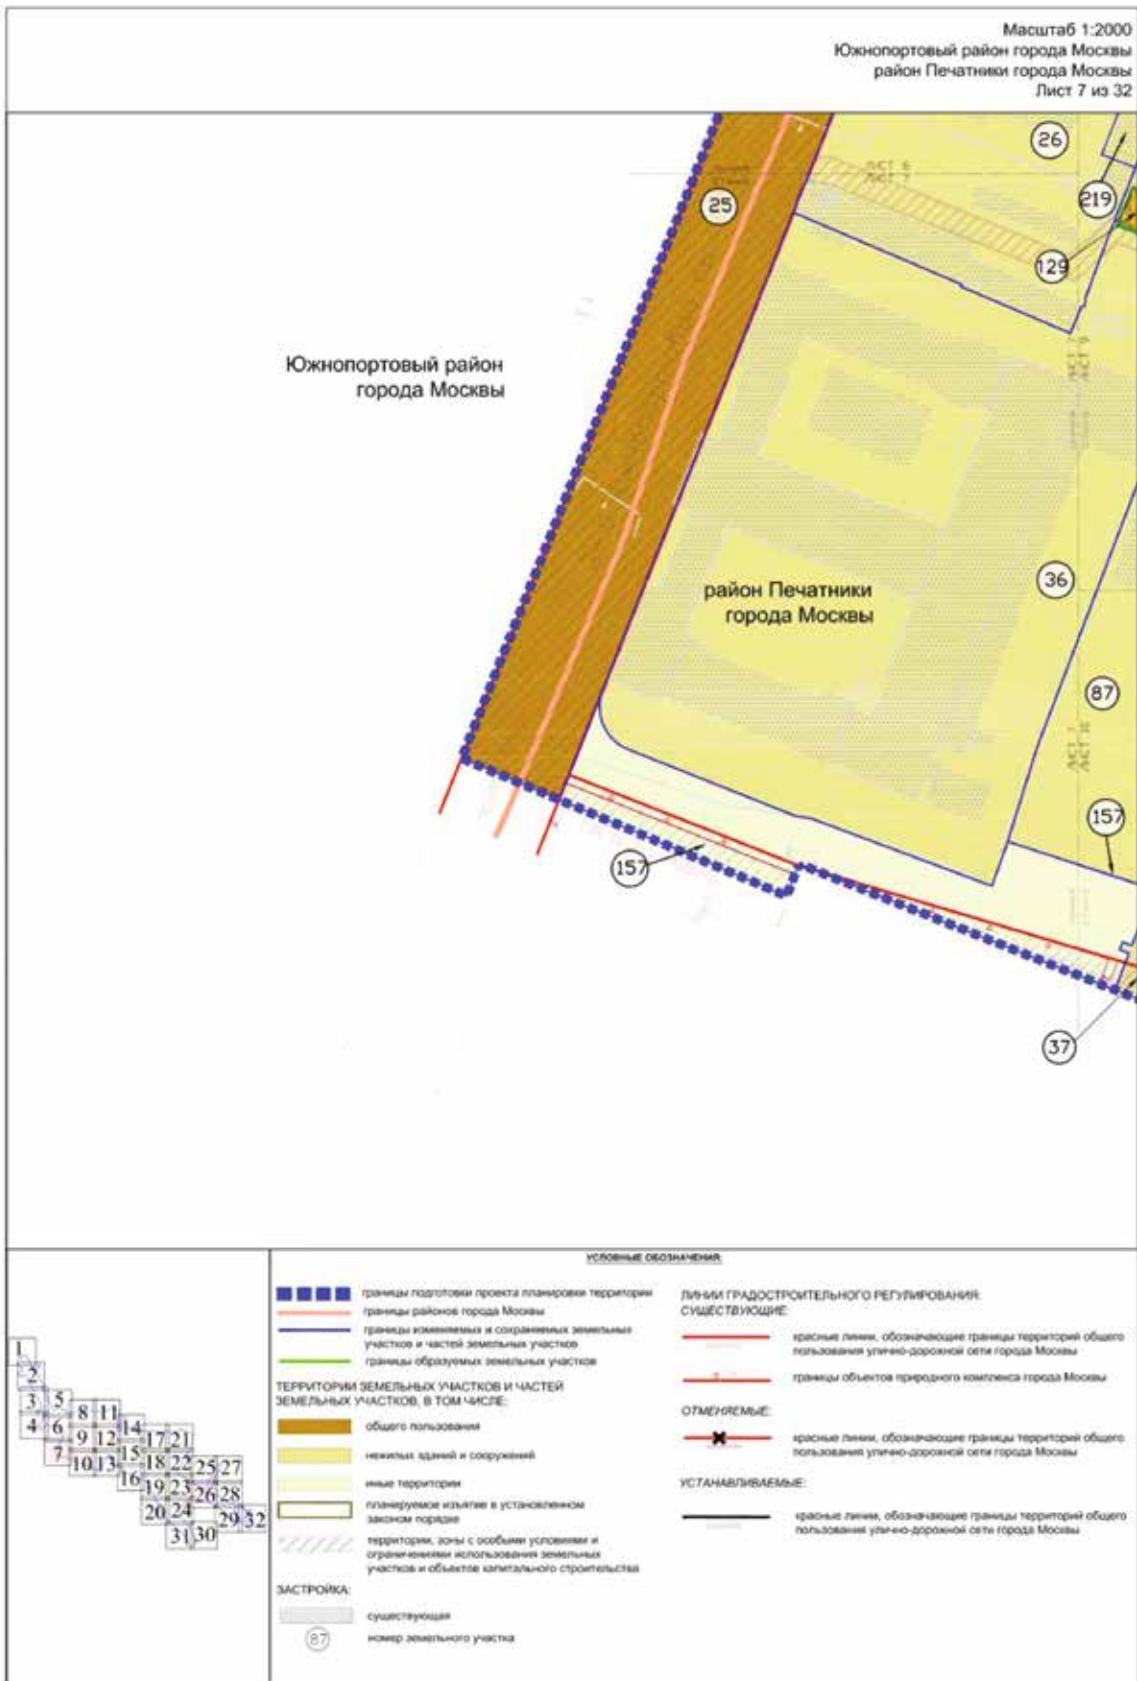 Масштаб 1:2000
Южнопортовый район города Москвы
район Печатники города Москвы
Лист 7 из 32
26
219
25
129
ЛИСТ 6
ЛИСТ 7
Южнопортовый район
города Москвы
район Печатники
города Москвы
36
87
157
157
37
УСЛОВНЫЕ ОБОЗНАЧЕНИЯ:
границы подготовки проекта планировки территории
границы районов города Москвы
границы изменяемых и сохраняемых земельных
участков и частей земельных участков
границы образуемых земельных участков
ТЕРРИТОРИИ ЗЕМЕЛЬНЫХ УЧАСТКОВ И ЧАСТЕЙ
ЗЕМЕЛЬНЫХ УЧАСТКОВ, В ТОМ ЧИСЛЕ:
общего пользования
нежилых зданий и сооружений
иные территории
планируемое изъятие в установленном
законом порядке
территории, зоны с особыми условиями и
ограничениями использования земельных
участков и объектов капитального строительства
ЗАСТРОЙКА:
существующая
87
номер земельного участка
ЛИНИИ ГРАДОСТРОИТЕЛЬНОГО РЕГУЛИРОВАНИЯ:
СУЩЕСТВУЮЩИЕ:
красные линии, обозначающие границы территорий общего
пользования улично-дорожной сети города Москвы
границы объектов природного комплекса города Москвы
ОТМЕНЯЕМЫЕ:
красные линии, обозначающие границы территорий общего
пользования улично-дорожной сети города Москвы
УСТАНАВЛИВАЕМЫЕ:
красные линии, обозначающие границы территорий общего
пользования улично-дорожной сети города Москвы
1
2
3 5
8 11
4 6
14
9 12
17 21
7
15
10 13
18 22
25 27
16
19 23
26 28
20 24
29 32
31 30